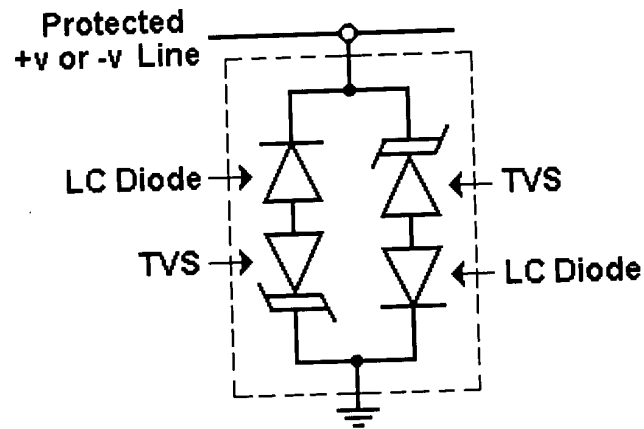 Protected
+v or -v Line
LC Diode
TVS
TVS
LC Diode